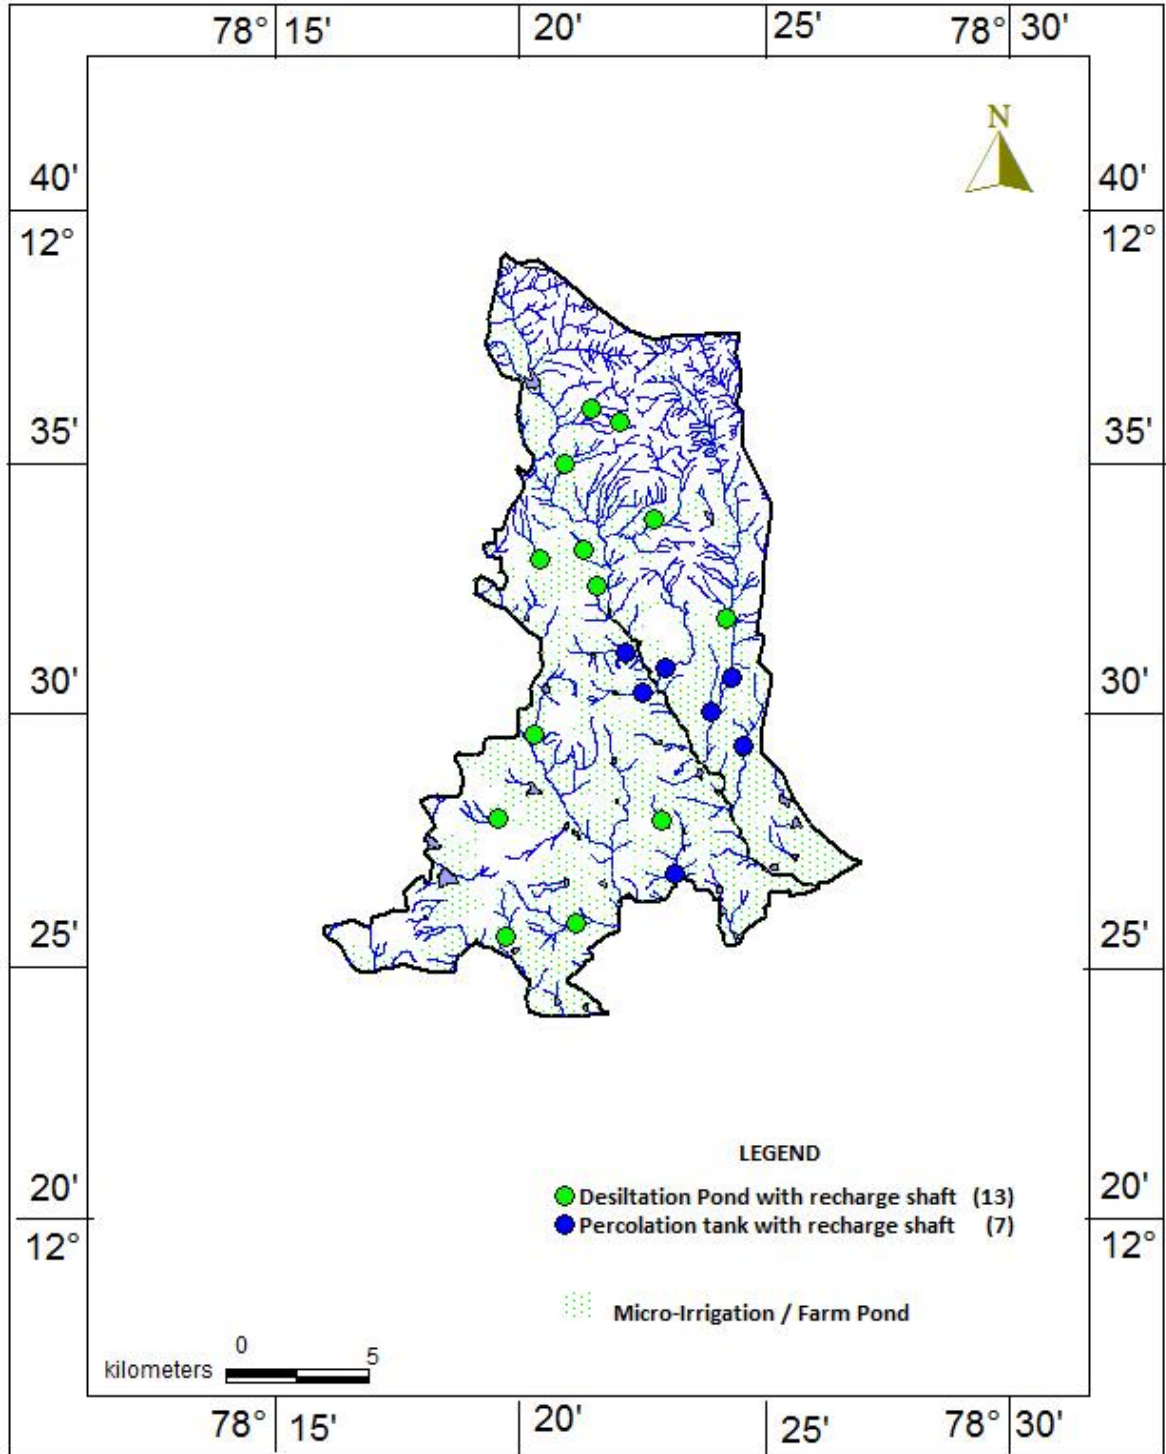 78° 15' 20' 25' 78° 30'
N
40' 40'
12° 12°
35' 35'
30' 30'
25' 25'
LEGEND
20' Desiltation Pond with recharge shaft (13) 20'
12° Percolation tank with recharge shaft (7) 12°
Micro-Irrigation / Farm Pond
0 5
kilometers
78° 15' 20' 25' 78° 30'